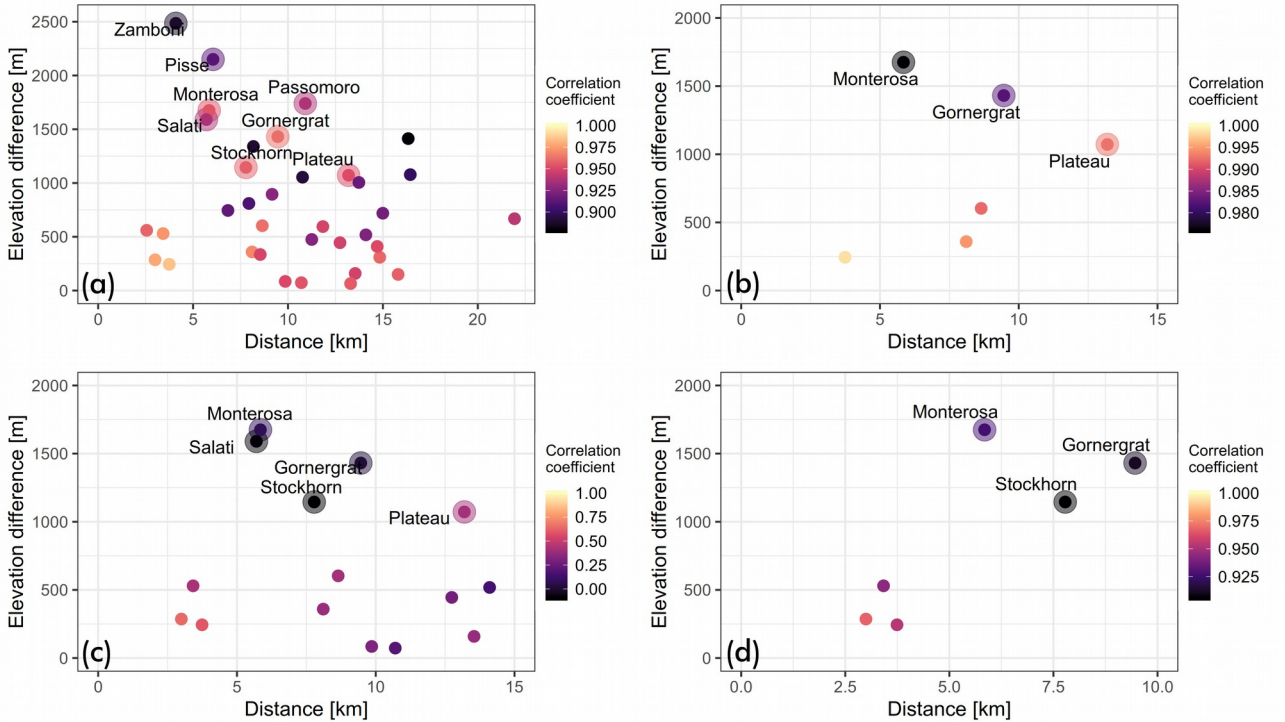 2500
2000
1500
1000
500
0
Elevation difference [m]
Zamboni
Pisse
Monterosa
Passomoro
Salati
Gornergrat
Stockhorn
Plateau
(a)
0
5
10
15
20
Distance [km]
Correlation
coefficient
1.000
0.975
0.950
0.925
0.900
2000
1500
1000
500
0
Elevation difference [m]
Monterosa
Gornergrat
Plateau
(b)
0
5
10
15
Distance [km]
Correlation
coefficient
1.000
0.995
0.990
0.985
0.980
2000
1500
1000
500
0
Elevation difference [m]
Monterosa
Salati
Gornergrat
Stockhorn
Plateau
(c)
0
5
10
15
Distance [km]
Correlation
coefficient
1.00
0.75
0.50
0.25
0.00
2000
1500
1000
500
0
Elevation difference [m]
Monterosa
Gornergrat
Stockhorn
(d)
0.0
2.5
5.0
7.5
10.0
Distance [km]
Correlation
coefficient
1.000
0.975
0.950
0.925